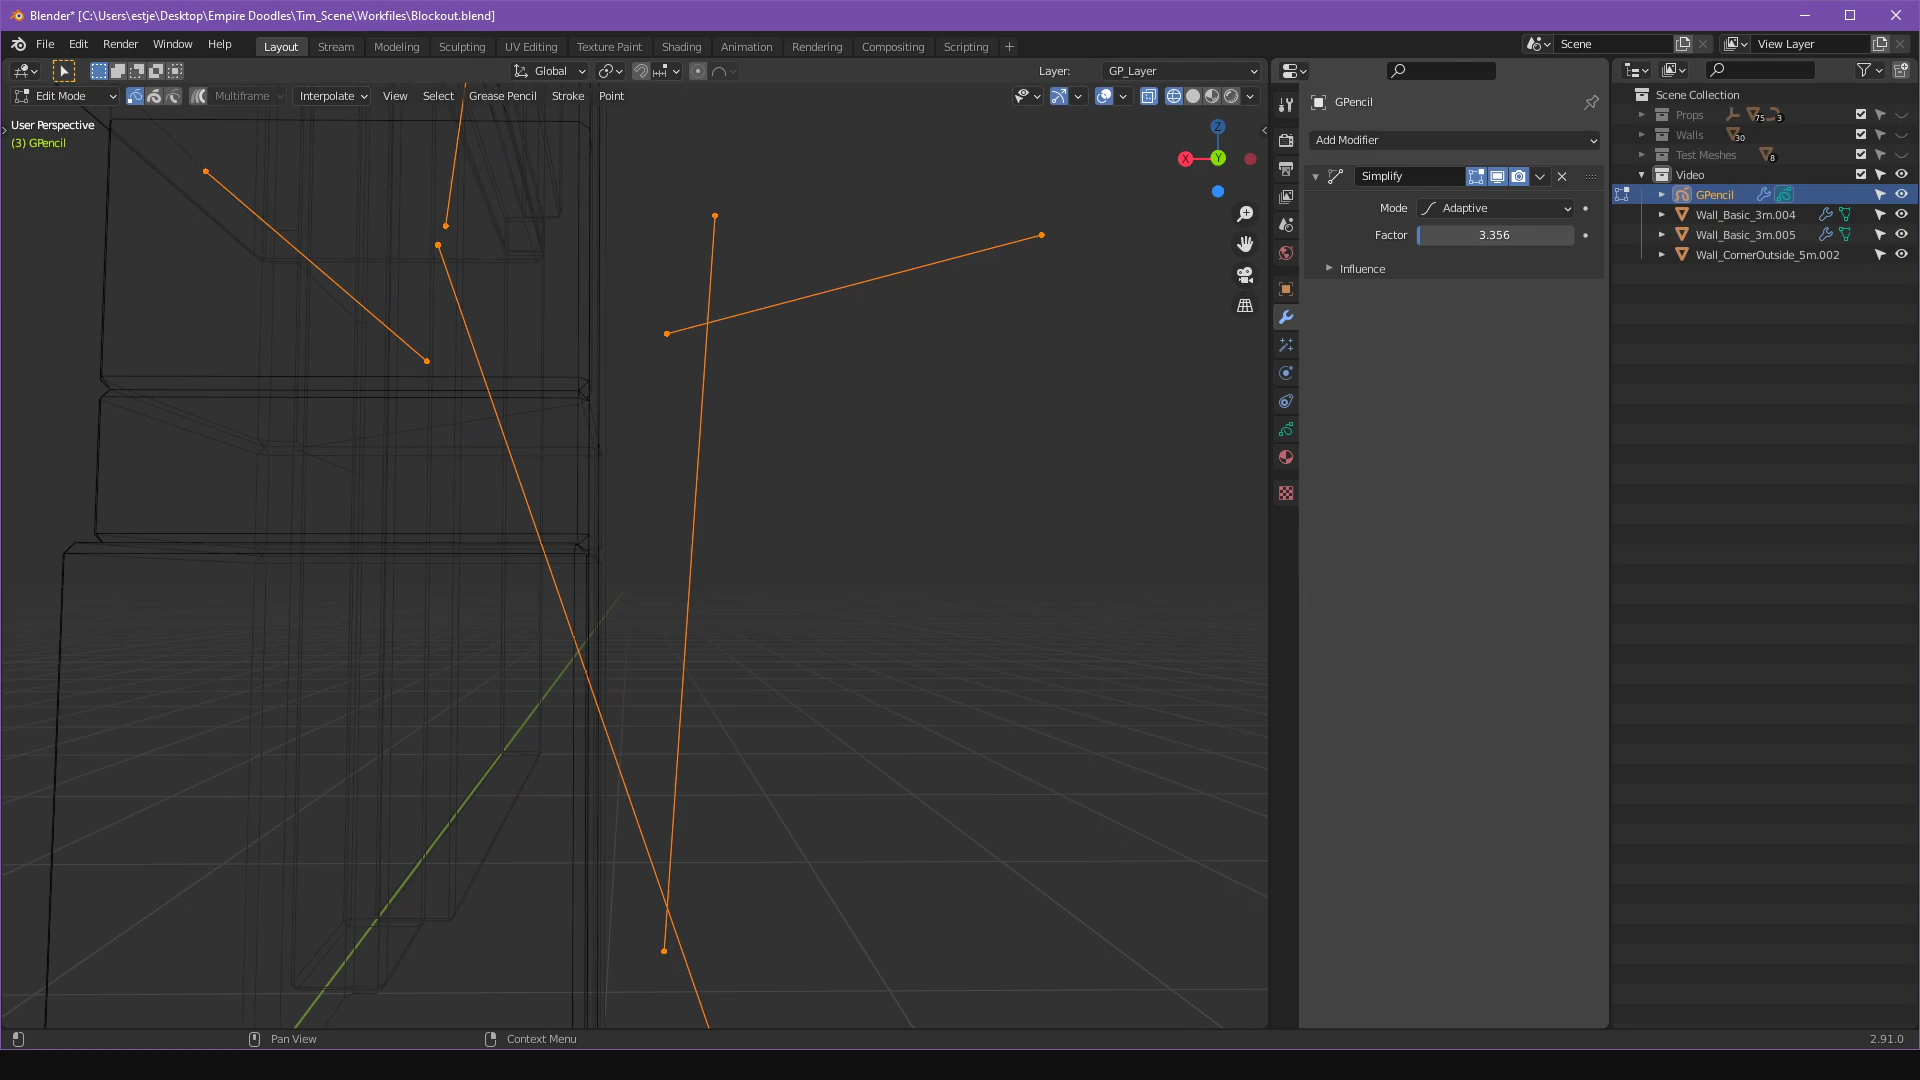 Blender* [C:\Users\estje\Desktop\Empire Doodles\Tim_Scene\Workfiles\Blockout.blend]
File Edit Render Window Help Layout Stream Modeling Sculpting UV Editing Texture Paint Shading Animation Rendering Compositing Scripting + Scene View Layer
Global Layer: GP_Layer
Edit Mode Multiframe Interpolate View Select Grease Pencil Stroke Point
User Perspective
(3) GPencil
Z
X
Y
GPencil
Add Modifier
Simplify
Mode Adaptive
Factor 3.356
Influence
Scene Collection
Props 75 3
Walls 30
Test Meshes 8
Video
GPencil
Wall_Basic_3m.004
Wall_Basic_3m.005
Wall_CornerOutside_5m.002
Pan View Context Menu 2.91.0